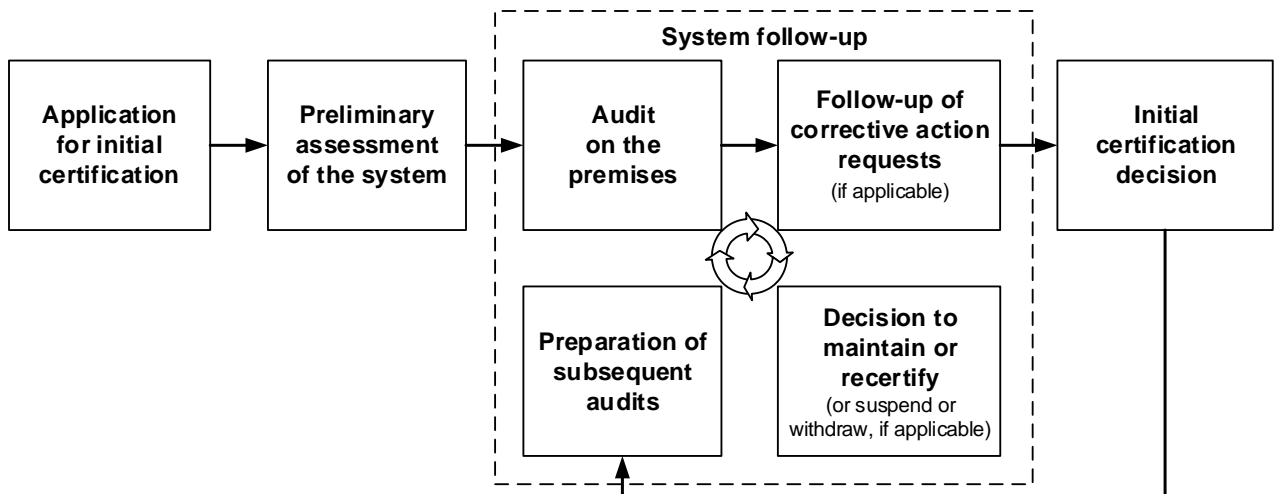 System follow-up
Application
for initial
certification
Preliminary
assessment
of the system
Audit
on the
premises
Follow-up of
corrective action
requests
(if applicable)
Initial
certification
decision
Preparation of
subsequent
audits
Decision to
maintain or
recertify
(or suspend or
withdraw, if applicable)